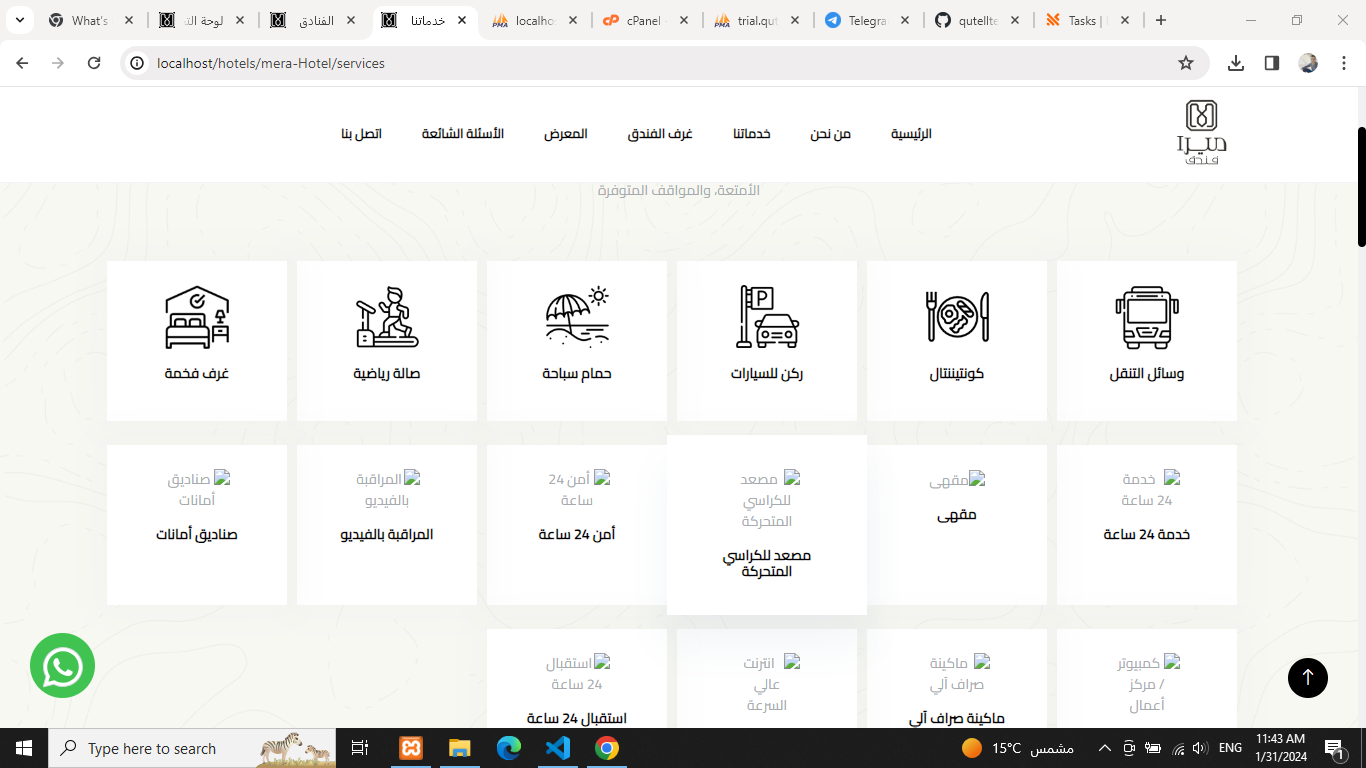 What's
لوحة الت
الفنادق
خدماتنا
localho
cPanel -
trial.qut
Telegra
qutellte
Tasks |
localhost/hotels/mera-Hotel/services
الرئيسية
من نحن
خدماتنا
غرف الفندق
المعرض
الأسئلة الشائعة
اتصل بنا
ميرا
فندق
الأمتعة، والمواقف المتوفرة
P
وسائل التنقل
كونتيننتال
ركن للسيارات
حمام سباحة
صالة رياضية
غرف فخمة
خدمة
24 ساعة
خدمة 24 ساعة
مقهى
مقهى
مصعد
للكراسي
المتحركة
مصعد للكراسي
المتحركة
أمن 24
ساعة
أمن 24 ساعة
المراقبة
بالفيديو
المراقبة بالفيديو
صناديق
أمانات
صناديق أمانات
كمبيوتر
/ مركز
أعمال
ماكينة
صراف آلي
ماكينة صراف آلي
انترنت
عالي
السرعة
استقبال
24 ساعة
استقبال 24 ساعة
Type here to search
15°C مشمس
ENG
11:43 AM
1/31/2024
1